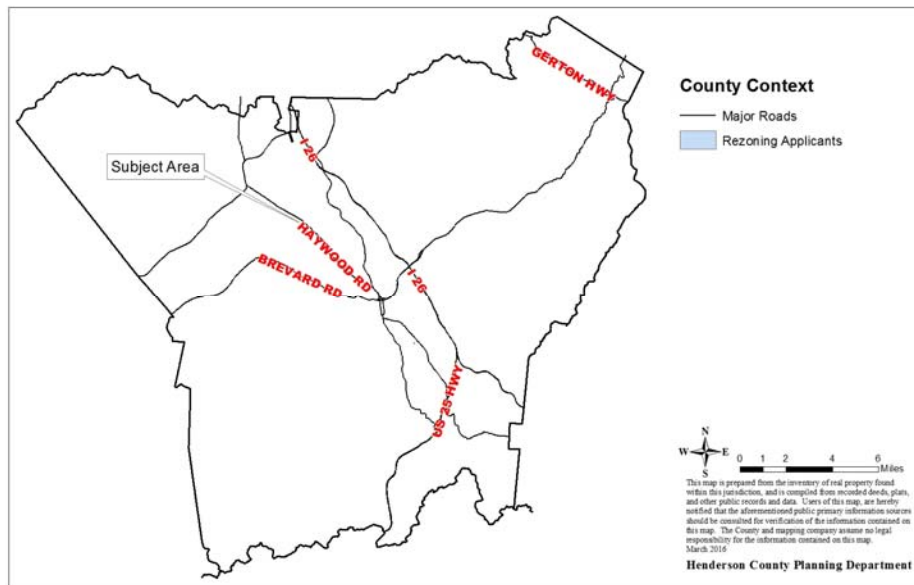 GERTON HWY
County Context
Major Roads
I-26
Rezoning Applicants
Subject Area
HAYWOOD RD
BREVARD RD
I-26
US 25 HWY
N
W E
S
0 1 2 4 6
Miles
This map is prepared from the inventory of real property found
within this jurisdiction, and is compiled from recorded deeds, plats,
and other public records and data. Users of this map, are hereby
notified that the aforementioned public primary information sources
should be consulted for verification of the information contained on
this map. The County and mapping company assume no legal
responsibility for the information contained on this map.
March 2016
Henderson County Planning Department